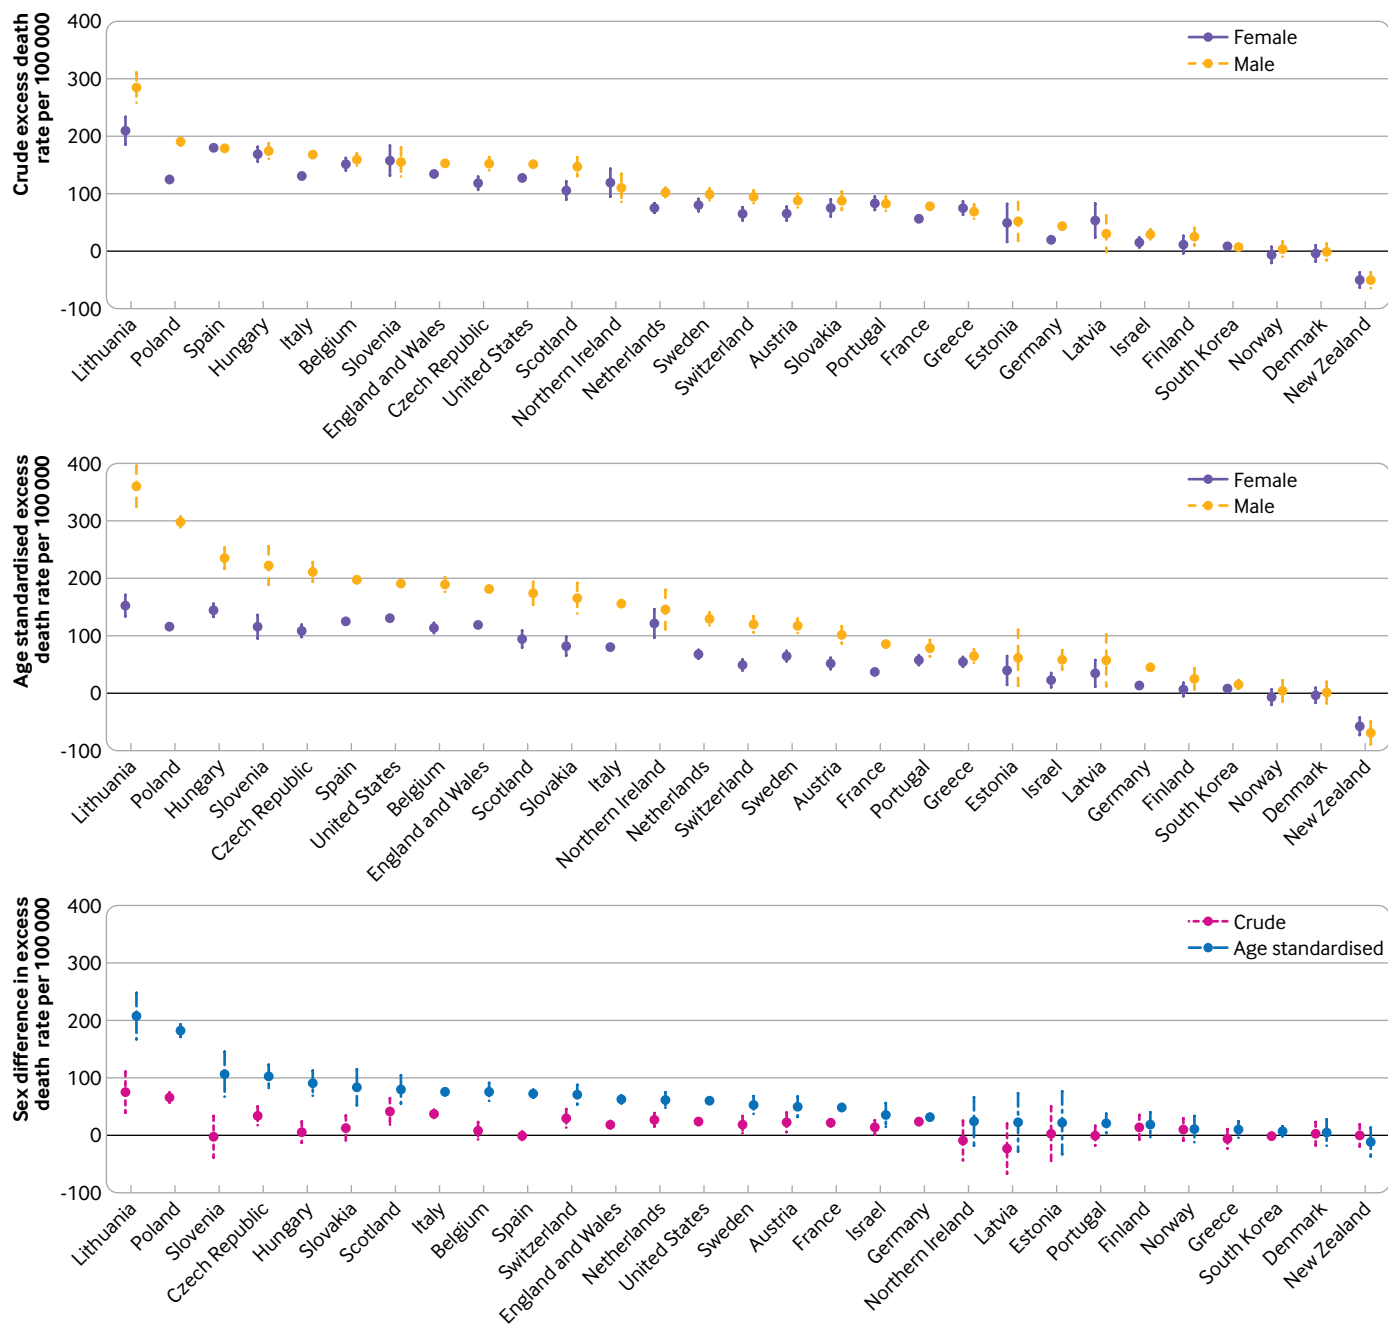 Crude excess death
rate per 100 000
400
300
200
100
0
-100
Female
Male
Lithuania
Poland
Spain
Hungary
Italy
Belgium
Slovenia
England and Wales
Czech Republic
United States
Scotland
Northern Ireland
Netherlands
Sweden
Switzerland
Austria
Slovakia
Portugal
France
Greece
Estonia
Germany
Latvia
Israel
Finland
South Korea
Norway
Denmark
New Zealand
Age standardised excess
death rate per 100 000
400
300
200
100
0
-100
Female
Male
Lithuania
Poland
Hungary
Slovenia
Czech Republic
Spain
United States
Belgium
England and Wales
Scotland
Slovakia
Italy
Northern Ireland
Netherlands
Switzerland
Sweden
Austria
France
Portugal
Greece
Estonia
Israel
Latvia
Germany
Finland
South Korea
Norway
Denmark
New Zealand
Sex difference in excess
death rate per 100 000
400
300
200
100
0
-100
Crude
Age standardised
Lithuania
Poland
Slovenia
Czech Republic
Hungary
Slovakia
Scotland
Italy
Belgium
Spain
Switzerland
England and Wales
Netherlands
United States
Sweden
Austria
France
Israel
Germany
Northern Ireland
Latvia
Estonia
Portugal
Finland
Norway
Greece
South Korea
Denmark
New Zealand